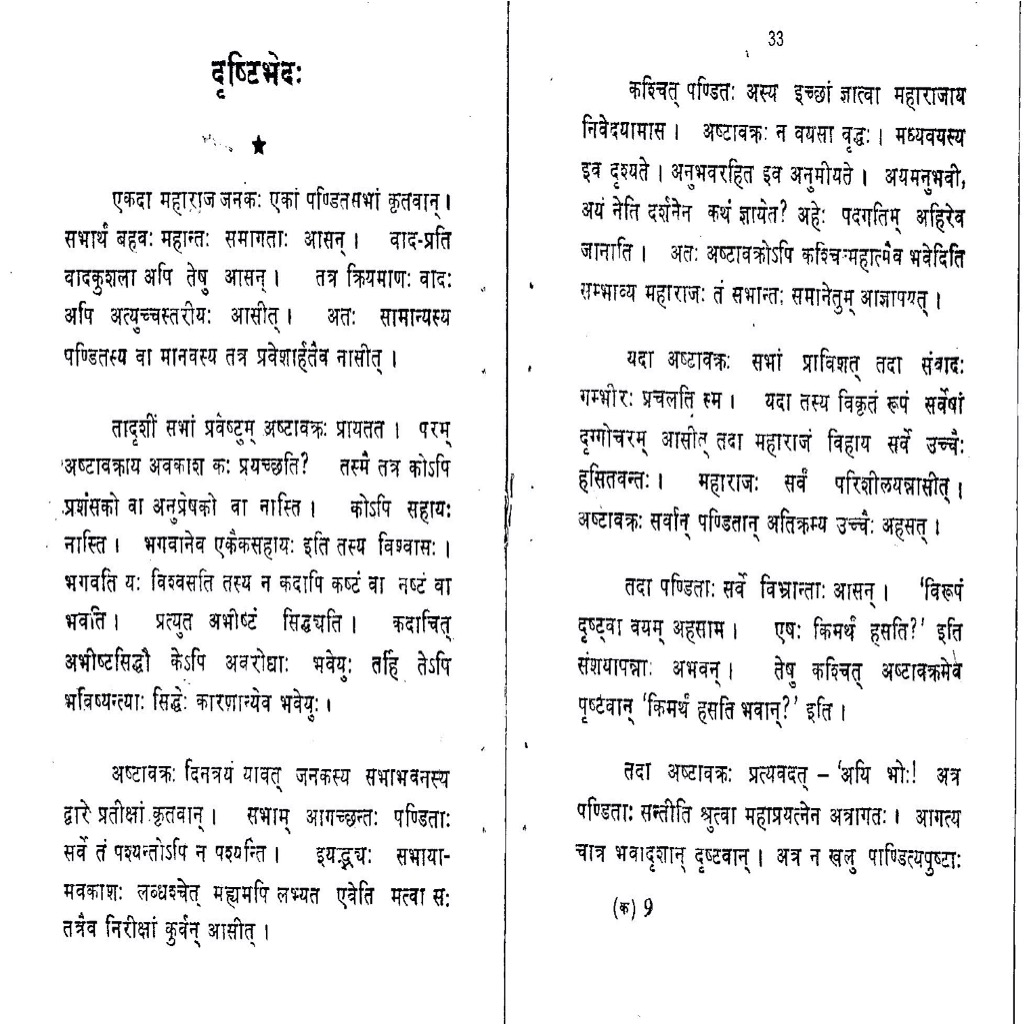 दृष्टिभेदः
★
एकदा महाराज जनकः एकां पण्डितसभां कृतवान् ।
सभार्थं बहवः महान्तः समागताः आसन् । वाद-प्रति
वादकुशला अपि तेषु आसन् । तत्र क्रियमाणः वादः
अपि अत्युच्चस्तरीयः आसीत् । अतः सामान्यस्य
पण्डितस्य वा मानवस्य तत्र प्रवेशार्हतैव नासीत् ।
तादृशीं सभां प्रवेष्टुम् अष्टावक्रः प्रायतत । परम्
अष्टावक्राय अवकाश कः प्रयच्छति? तस्मै तत्र कोऽपि
प्रशंसको वा अनुप्रेषको वा नास्ति । कोऽपि सहायः
नास्ति । भगवानेव एकैकसहायः इति तस्य विश्वासः ।
भगवति यः विश्वसति तस्य न कदापि कष्टं वा नष्टं वा
भवति । प्रत्युत अभीष्टं सिद्धयति । कदाचित्
अभीष्टसिद्धौ केऽपि अवरोधाः भवेयुः तर्हि तेऽपि
भविष्यन्त्याः सिद्धेः कारणान्येव भवेयुः ।
अष्टावक्रः दिनत्रयं यावत् जनकस्य सभाभवनस्य
द्वारे प्रतीक्षां कृतवान् । सभाम् आगच्छन्तः पण्डिताः
सर्वे तं पश्यन्तोऽपि न पश्यन्ति । इयद्भ्यः सभाया-
मवकाशः लब्धश्चेत् मह्यमपि लभ्यत एवेति मत्वा सः
तत्रैव निरीक्षां कुर्वन् आसीत् ।
33
कश्चित् पण्डितः अस्य इच्छां ज्ञात्वा महाराजाय
निवेदयामास । अष्टावक्रः न वयसा वृद्धः । मध्यवयस्य
इव दृश्यते । अनुभवरहित इव अनुमीयते । अयमनुभवी,
अयं नेति दर्शनेन कथं ज्ञायेत? अहेः पदगतिम् अहिरेव
जानाति । अतः अष्टावक्रोऽपि कश्चिन्महात्मैव भवेदिति
सम्भाव्य महाराजः तं सभान्तः समानेतुम् आज्ञापयत् ।
यदा अष्टावक्रः सभां प्राविशत् तदा संवादः
गम्भीरः प्रचलति स्म । यदा तस्य विकृतं रूपं सर्वेषां
दृग्गोचरम् आसीत् तदा महाराजं विहाय सर्वे उच्चैः
हसितवन्तः । महाराजः सर्वं परिशीलयन्नासीत् ।
अष्टावक्रः सर्वान् पण्डितान् अतिक्रम्य उच्चैः अहसत् ।
तदा पण्डिताः सर्वे विभ्रान्ताः आसन् । ‘विरूपं
दृष्ट्वा वयम् अहसाम । एषः किमर्थं हसति?’ इति
संशयापन्नाः अभवन् । तेषु कश्चित् अष्टावक्रमेव
पृष्टवान् ‘किमर्थं हसति भवान्?’ इति ।
तदा अष्टावक्रः प्रत्यवदत् – ‘अयि भोः! अत्र
पण्डिताः सन्तीति श्रुत्वा महाप्रयत्नेन अत्रागतः । आगत्य
चात्र भवादृशान् दृष्टवान् । अत्र न खलु पाण्डित्यपुष्टाः
(क) 9